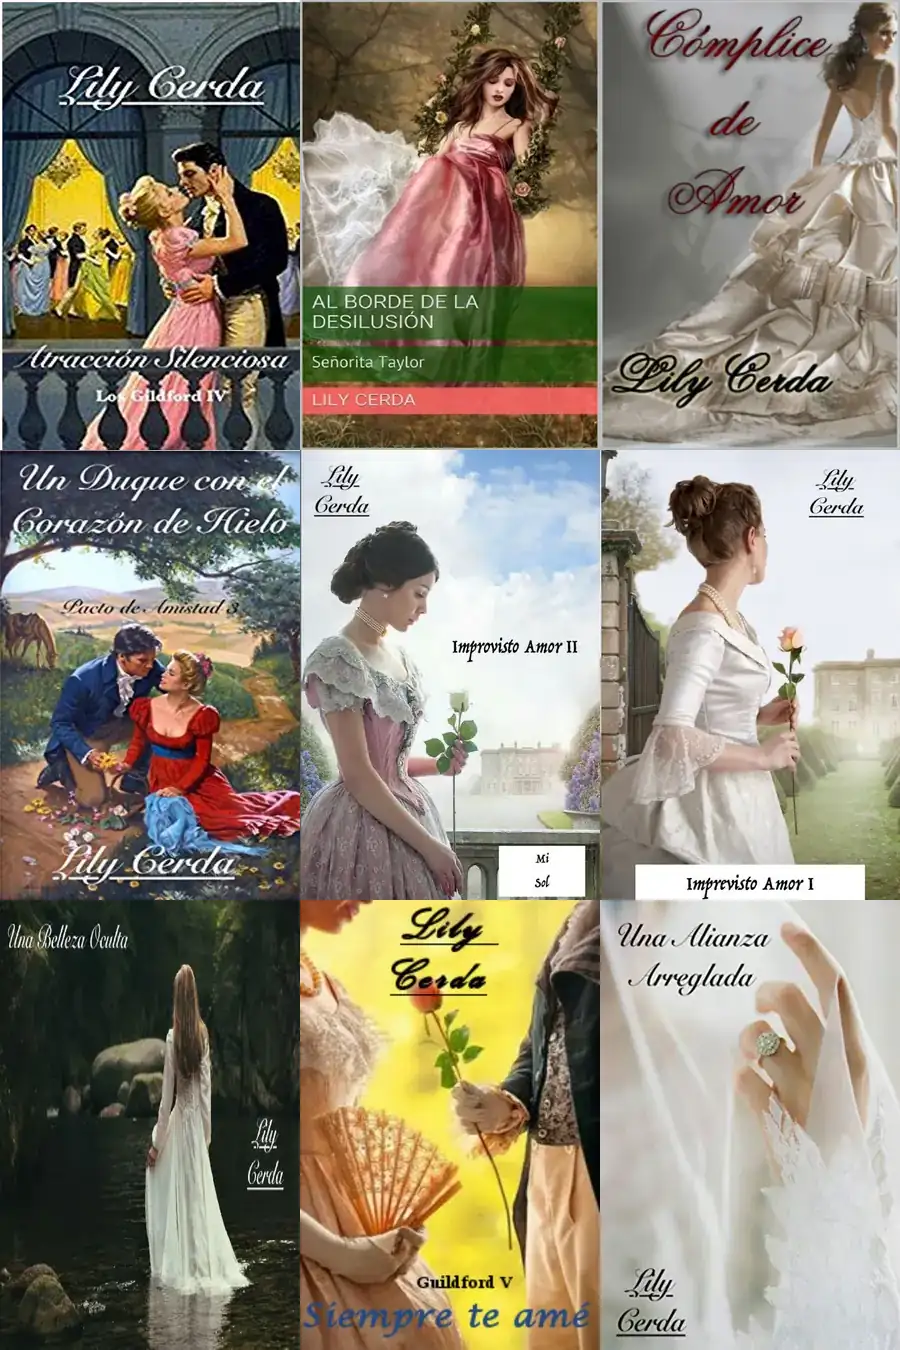 Lily Cerda
Atracción Silenciosa
Los Gildford IV
AL BORDE DE LA
DESILUSIÓN
Señorita Taylor
LILY CERDA
Cómplice
de
Amor
Lily Cerda
Un Duque con el
Corazón de Hielo
Pacto de Amistad 3
Lily Cerda
Lily
Cerda
Improvisto Amor II
Mi
Sol
Lily
Cerda
Imprevisto Amor I
Una Belleza Oculta
Lily
Cerda
Lily
Cerda
Guildford V
Siempre te amé
Una Alianza
Arreglada
Lily
Cerda